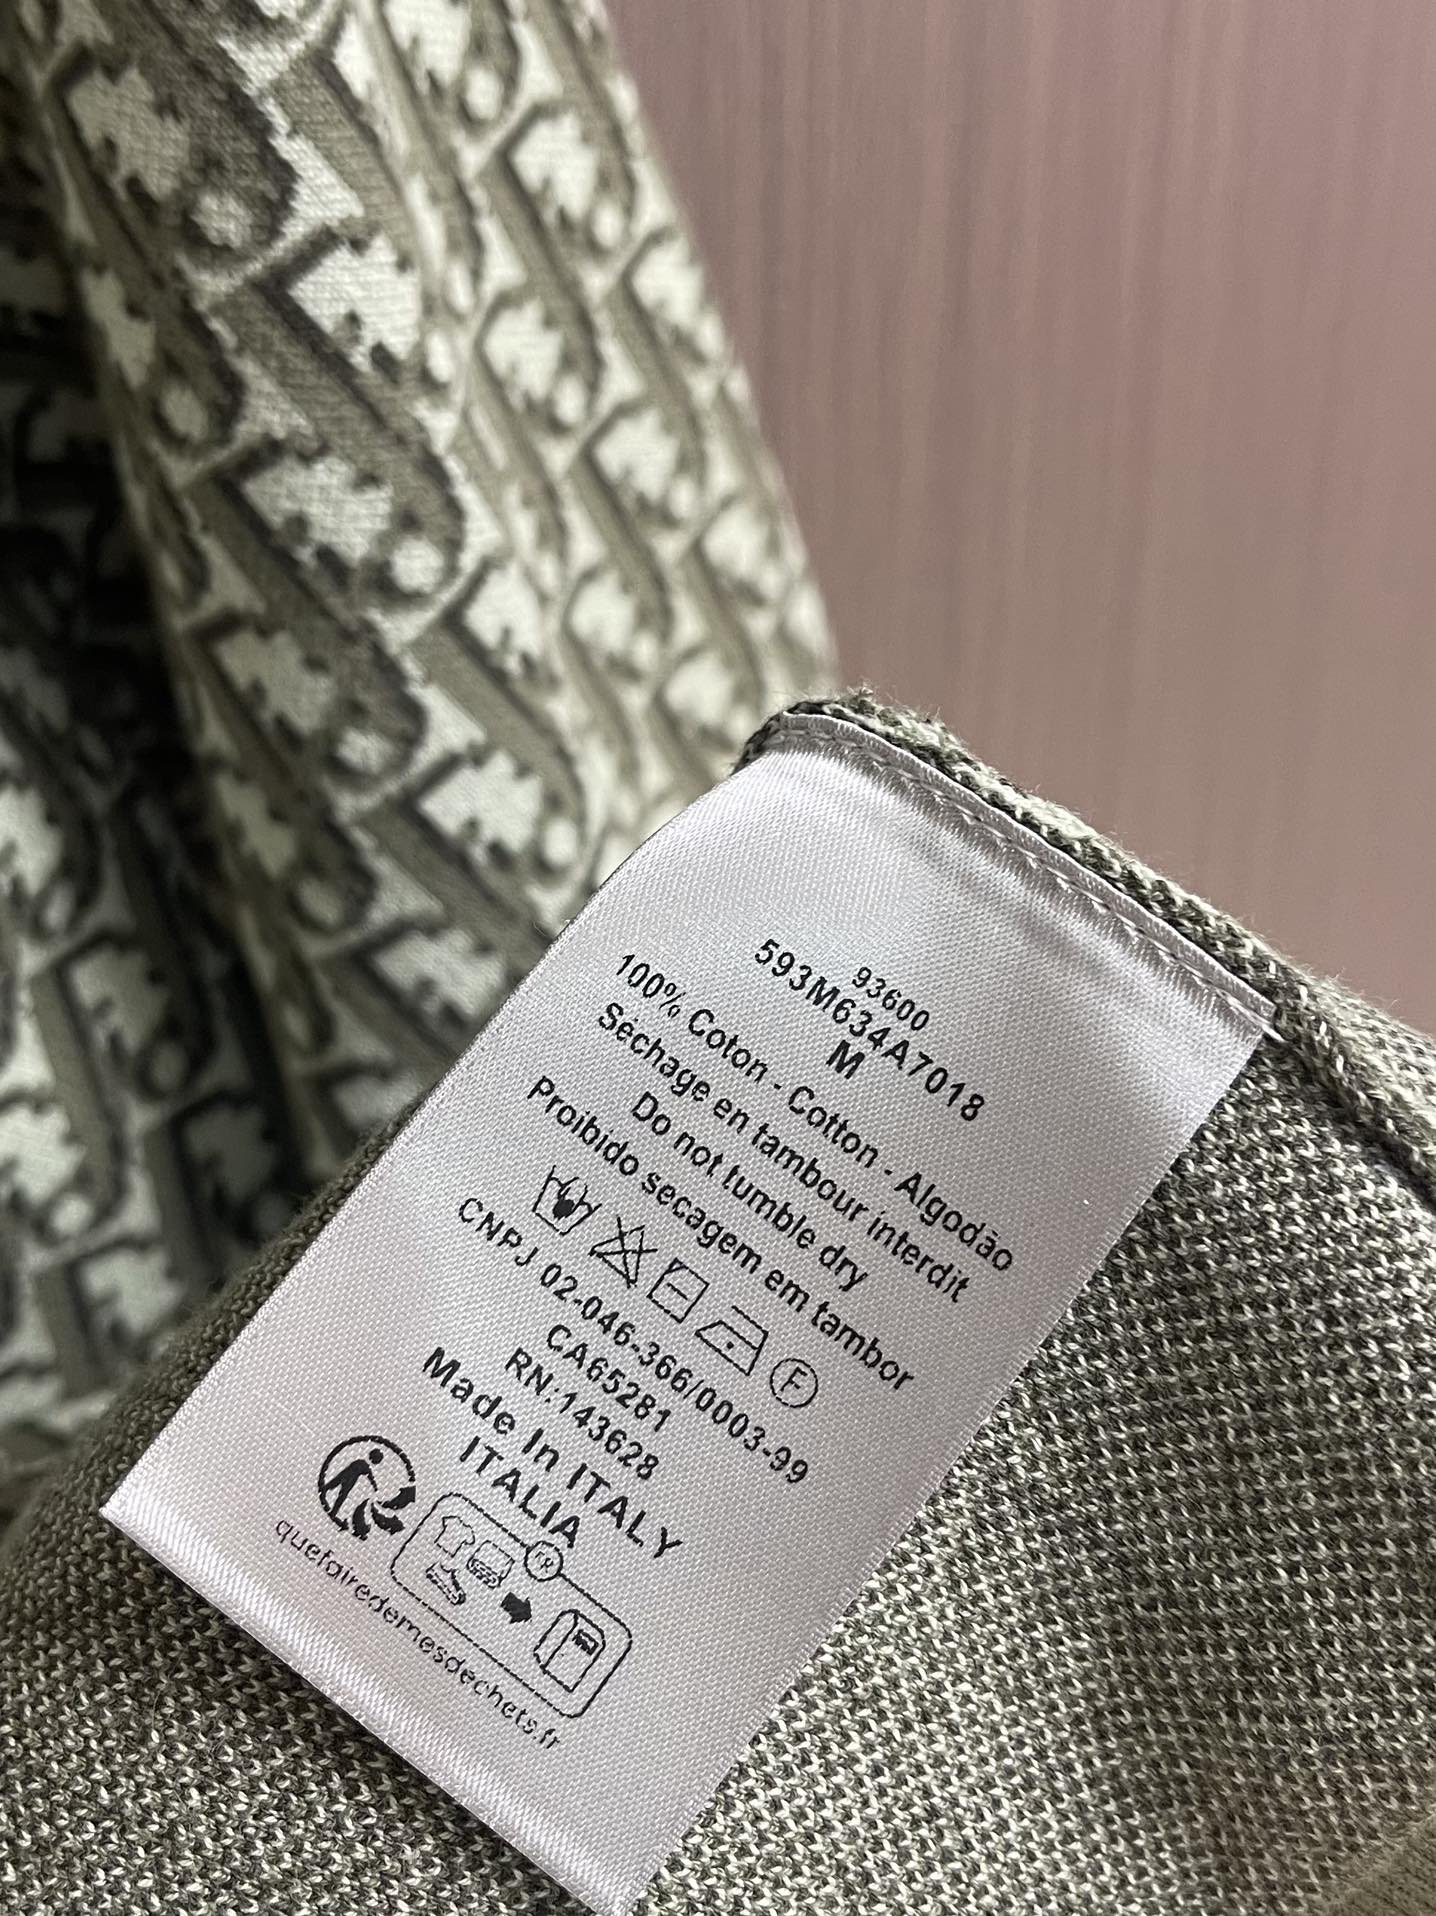 93600
593M634A7018
M
100% Coton - Cotton - Algodão
Séchage en tambour interdit
Do not tumble dry
Proibido secagem em tambor
F
CNPJ 02-046-366/0003-99
CA65281
RN:143628
Made In ITALY
ITALIA
FR
quefairedemesdechets.fr